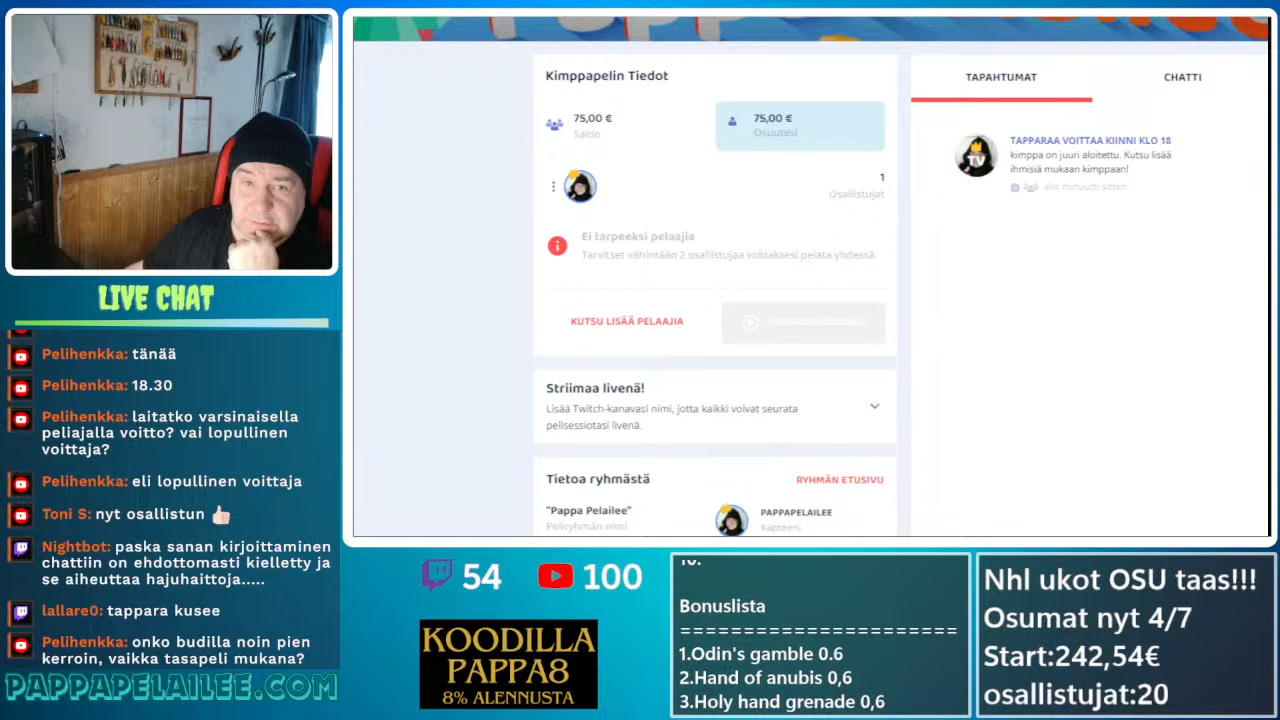 LIVE CHAT
Pelihenkka: tänää
Pelihenkka: 18.30
Pelihenkka: laitatko varsinaisella
peliajalla voitto? vai lopullinen
voittaja?
Pelihenkka: eli lopullinen voittaja
Toni S: nyt osallistun 👍🏻
Nightbot: paska sanan kirjoittaminen
chattiin on ehdottomasti kielletty ja
se aiheuttaa hajuhaittoja.....
lallare0: tappara kusee
Pelihenkka: onko budilla noin pien
kerroin, vaikka tasapeli mukana?
PAPPAPELAILEE.COM
Kimppapelin Tiedot
75,00 €
Saldo
75,00 €
Osuutesi
1
Osallistujat
Ei tarpeeksi pelaajia
Tarvitset vähintään 2 osallistujaa voidaksesi pelata yhdessä.
KUTSU LISÄÄ PELAAJIA
Striimaa livenä!
Lisää Twitch-kanavasi nimi, jotta kaikki voivat seurata
pelisessiotasi livenä.
Tietoa ryhmästä
RYHMÄN ETUSIVU
"Pappa Pelailee"
Peliryhmän nimi
PAPPAPELAILEE
Kapteeni
TAPAHTUMAT
CHATTI
TV
TAPPARAA VOITTAA KIINNI KLO 18
kimppa on juuri aloitettu. Kutsu lisää
ihmisiä mukaan kimppaan!
alle minuutti sitten
54
100
KOODILLA
PAPPA8
8% ALENNUSTA
Bonuslista
======================
1.Odin's gamble 0.6
2.Hand of anubis 0,6
3.Holy hand grenade 0,6
Nhl ukot OSU taas!!!
Osumat nyt 4/7
Start:242,54€
osallistujat:20